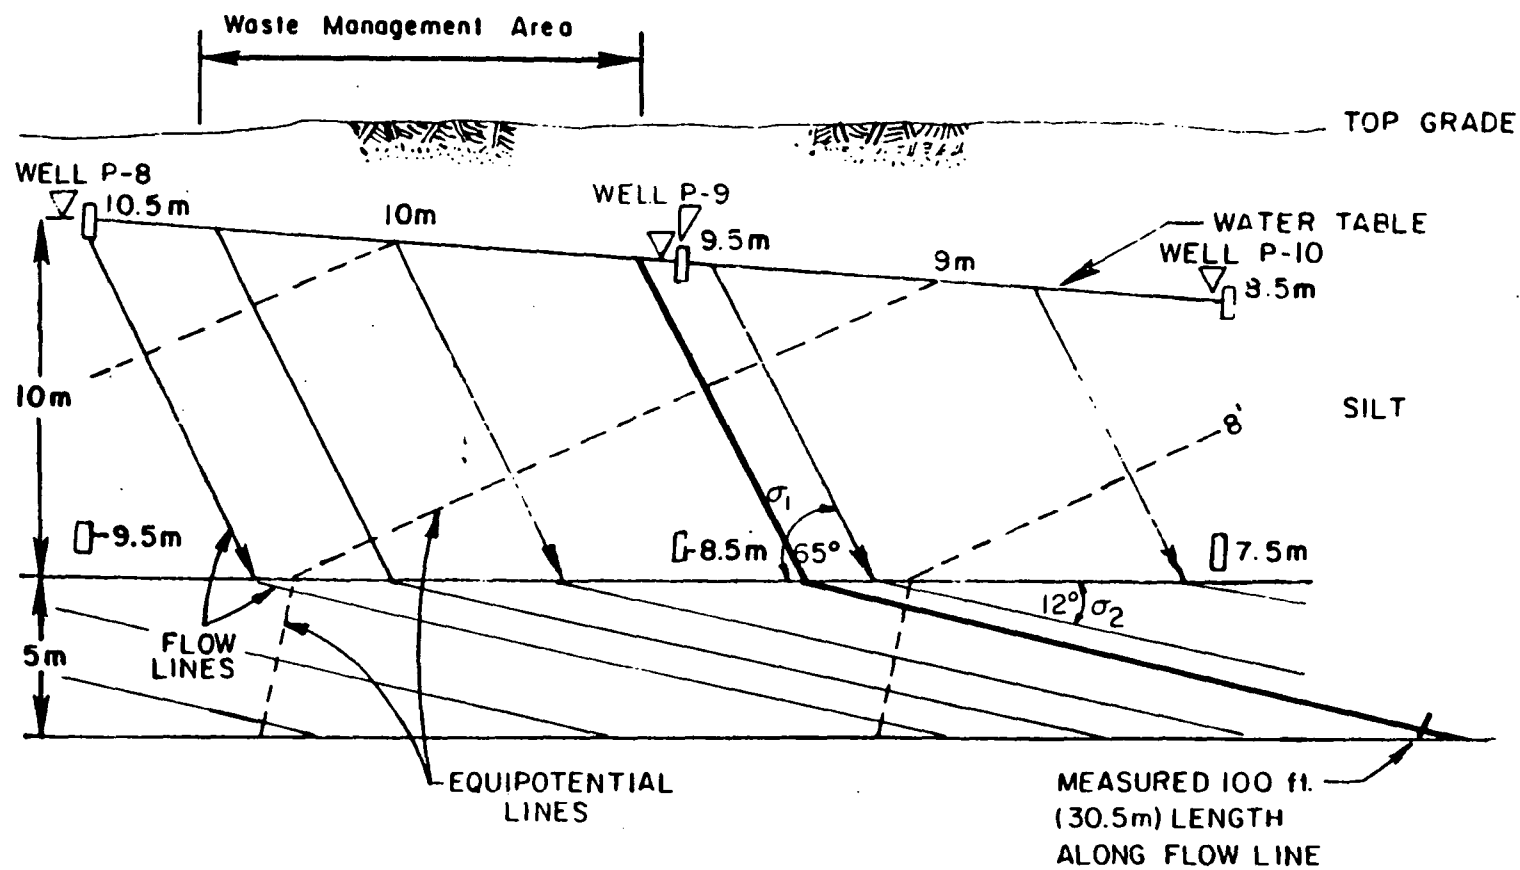 Waste Management Area
TOP GRADE
WELL P-8
10.5m
10m
WELL P-9
9.5m
9m
WATER TABLE
WELL P-10
8.5m
10m
SILT
8'
σ1
65°
9.5m
8.5m
7.5m
12° σ2
5m
FLOW
LINES
EQUIPOTENTIAL
LINES
MEASURED 100 ft.
(30.5m) LENGTH
ALONG FLOW LINE